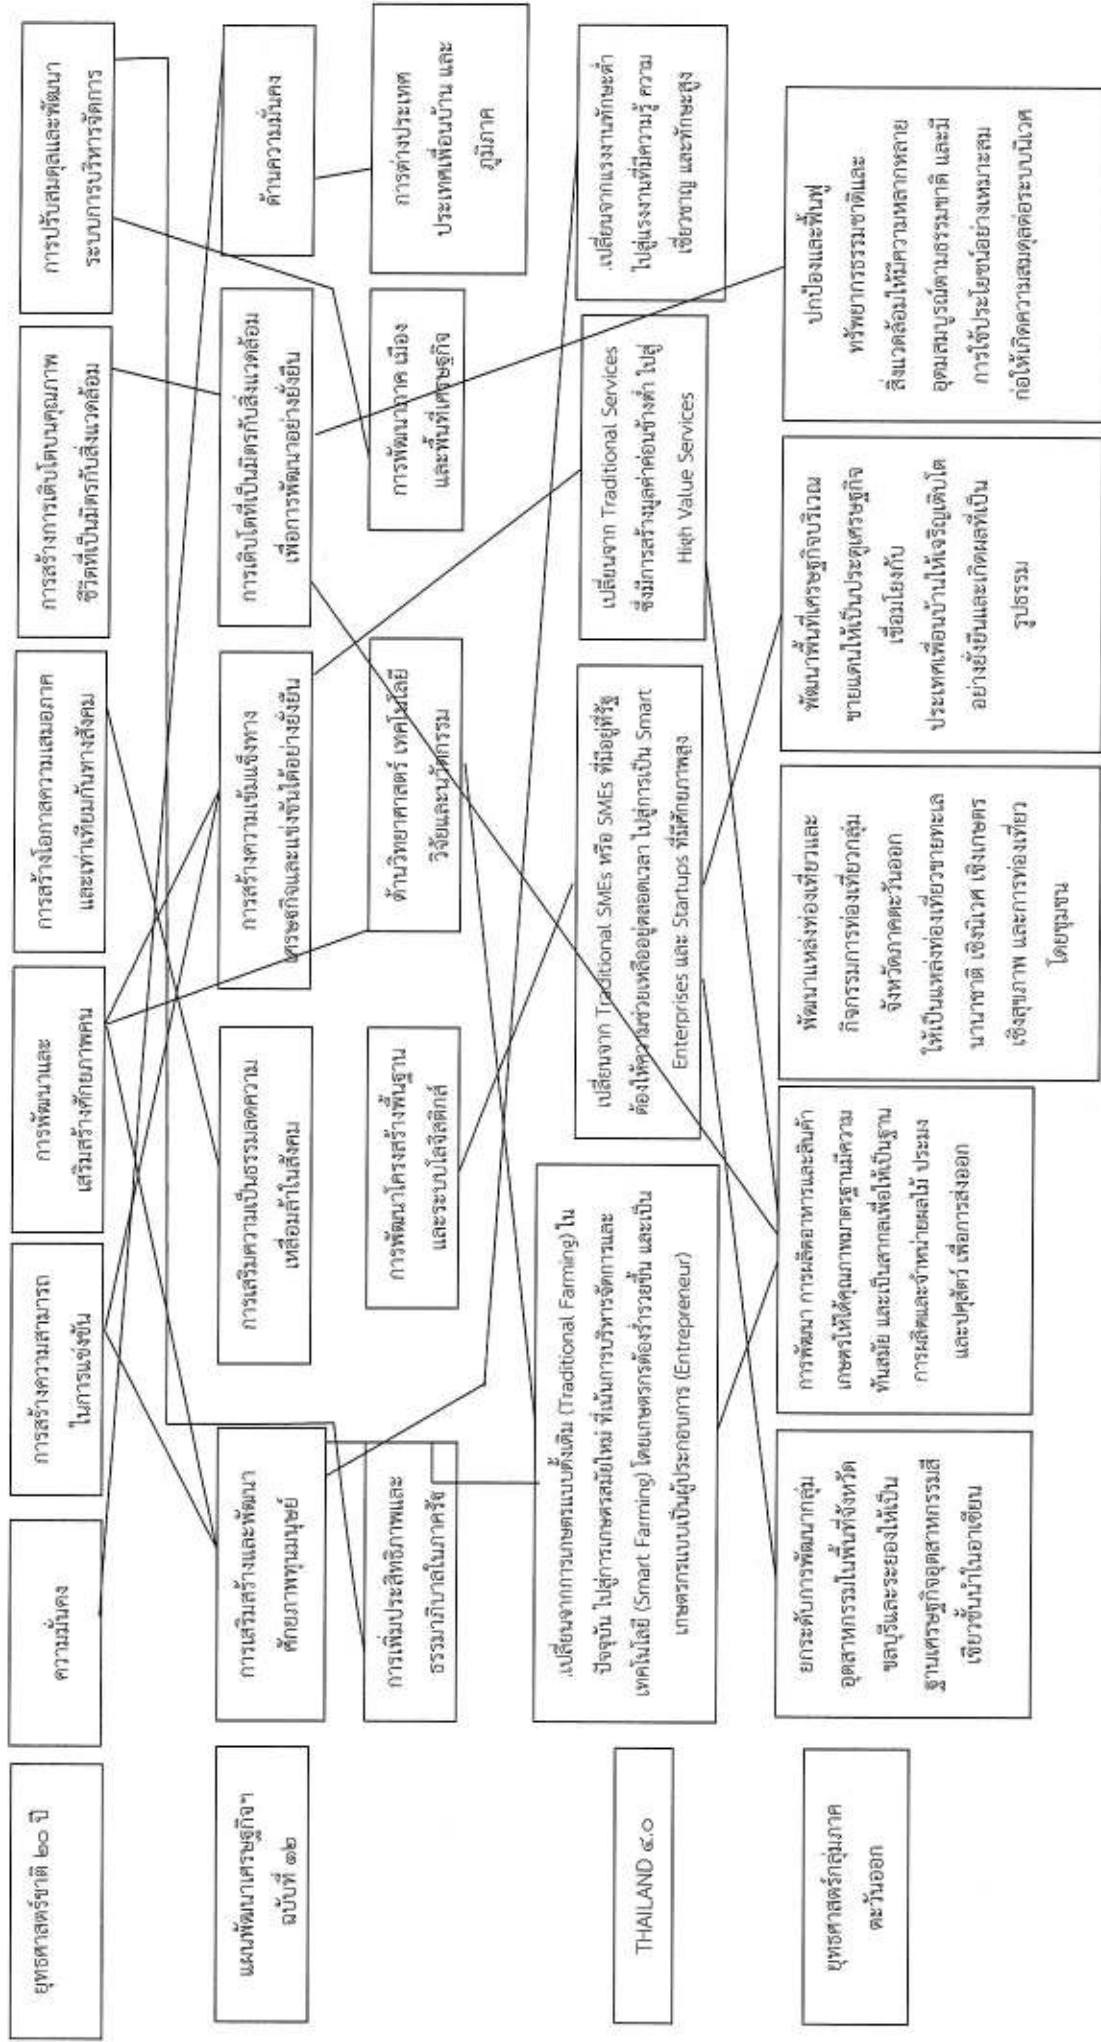 ยุทธศาสตร์ชาติ ๒๐ ปี
ความมั่นคง
การสร้างความสามารถ
ในการแข่งขัน
การพัฒนาและ
เสริมสร้างศักยภาพคน
การสร้างโอกาสความเสมอภาค
และเท่าเทียมกันทางสังคม
การสร้างการเติบโตบนคุณภาพ
ชีวิตที่เป็นมิตรกับสิ่งแวดล้อม
การปรับสมดุลและพัฒนา
ระบบการบริหารจัดการ
แผนพัฒนาเศรษฐกิจฯ
ฉบับที่ ๑๒
การเสริมสร้างและพัฒนา
ศักยภาพทุนมนุษย์
การเสริมความเป็นธรรมลดความ
เหลื่อมล้ำในสังคม
การสร้างความเข้มแข็งทาง
เศรษฐกิจและแข่งขันได้อย่างยั่งยืน
การเติบโตที่เป็นมิตรกับสิ่งแวดล้อม
เพื่อการพัฒนาอย่างยั่งยืน
ด้านความมั่นคง
การเพิ่มประสิทธิภาพและ
ธรรมาภิบาลในภาครัฐ
การพัฒนาโครงสร้างพื้นฐาน
และระบบโลจิสติกส์
ด้านวิทยาศาสตร์ เทคโนโลยี
วิจัยและนวัตกรรม
การพัฒนาภาค เมือง
และพื้นที่เศรษฐกิจ
การต่างประเทศ
ประเทศเพื่อนบ้าน และ
ภูมิภาค
THAILAND ๔.๐
.เปลี่ยนจากการเกษตรแบบดั้งเดิม (Traditional Farming) ใน
ปัจจุบัน ไปสู่การเกษตรสมัยใหม่ ที่เน้นการบริหารจัดการและ
เทคโนโลยี (Smart Farming) โดยเกษตรกรต้องร่ำรวยขึ้น และเป็น
เกษตรกรแบบเป็นผู้ประกอบการ (Entrepreneur)
เปลี่ยนจาก Traditional SMEs หรือ SMEs ที่มีอยู่ที่รัฐ
ต้องให้ความช่วยเหลืออยู่ตลอดเวลา ไปสู่การเป็น Smart
Enterprises และ Startups ที่มีศักยภาพสูง
เปลี่ยนจาก Traditional Services
ซึ่งมีการสร้างมูลค่าค่อนข้างต่ำ ไปสู่
High Value Services
.เปลี่ยนจากแรงงานทักษะต่ำ
ไปสู่แรงงานที่มีความรู้ ความ
เชี่ยวชาญ และทักษะสูง
ยุทธศาสตร์กลุ่มภาค
ตะวันออก
ยกระดับการพัฒนากลุ่ม
อุตสาหกรรมในพื้นที่จังหวัด
ชลบุรีและระยองให้เป็น
ฐานเศรษฐกิจอุตสาหกรรมสี
เขียวชั้นนำในอาเซียน
การพัฒนา การผลิตอาหารและสินค้า
เกษตรให้ได้คุณภาพมาตรฐานมีความ
ทันสมัย และเป็นสากลเพื่อให้เป็นฐาน
การผลิตและจำหน่ายผลไม้ ประมง
และปศุสัตว์ เพื่อการส่งออก
พัฒนาแหล่งท่องเที่ยวและ
กิจกรรมการท่องเที่ยวกลุ่ม
จังหวัดภาคตะวันออก
ให้เป็นแหล่งท่องเที่ยวชายทะเล
นานาชาติ เชิงนิเวศ เชิงเกษตร
เชิงสุขภาพ และการท่องเที่ยว
โดยชุมชน
พัฒนาพื้นที่เศรษฐกิจบริเวณ
ชายแดนให้เป็นประตูเศรษฐกิจ
เชื่อมโยงกับ
ประเทศเพื่อนบ้านให้เจริญเติบโต
อย่างยั่งยืนและเกิดผลที่เป็น
รูปธรรม
ปกป้องและฟื้นฟู
ทรัพยากรธรรมชาติและ
สิ่งแวดล้อมให้มีความหลากหลาย
อุดมสมบูรณ์ตามธรรมชาติ และมี
การใช้ประโยชน์อย่างเหมาะสม
ก่อให้เกิดความสมดุลต่อระบบนิเวศ